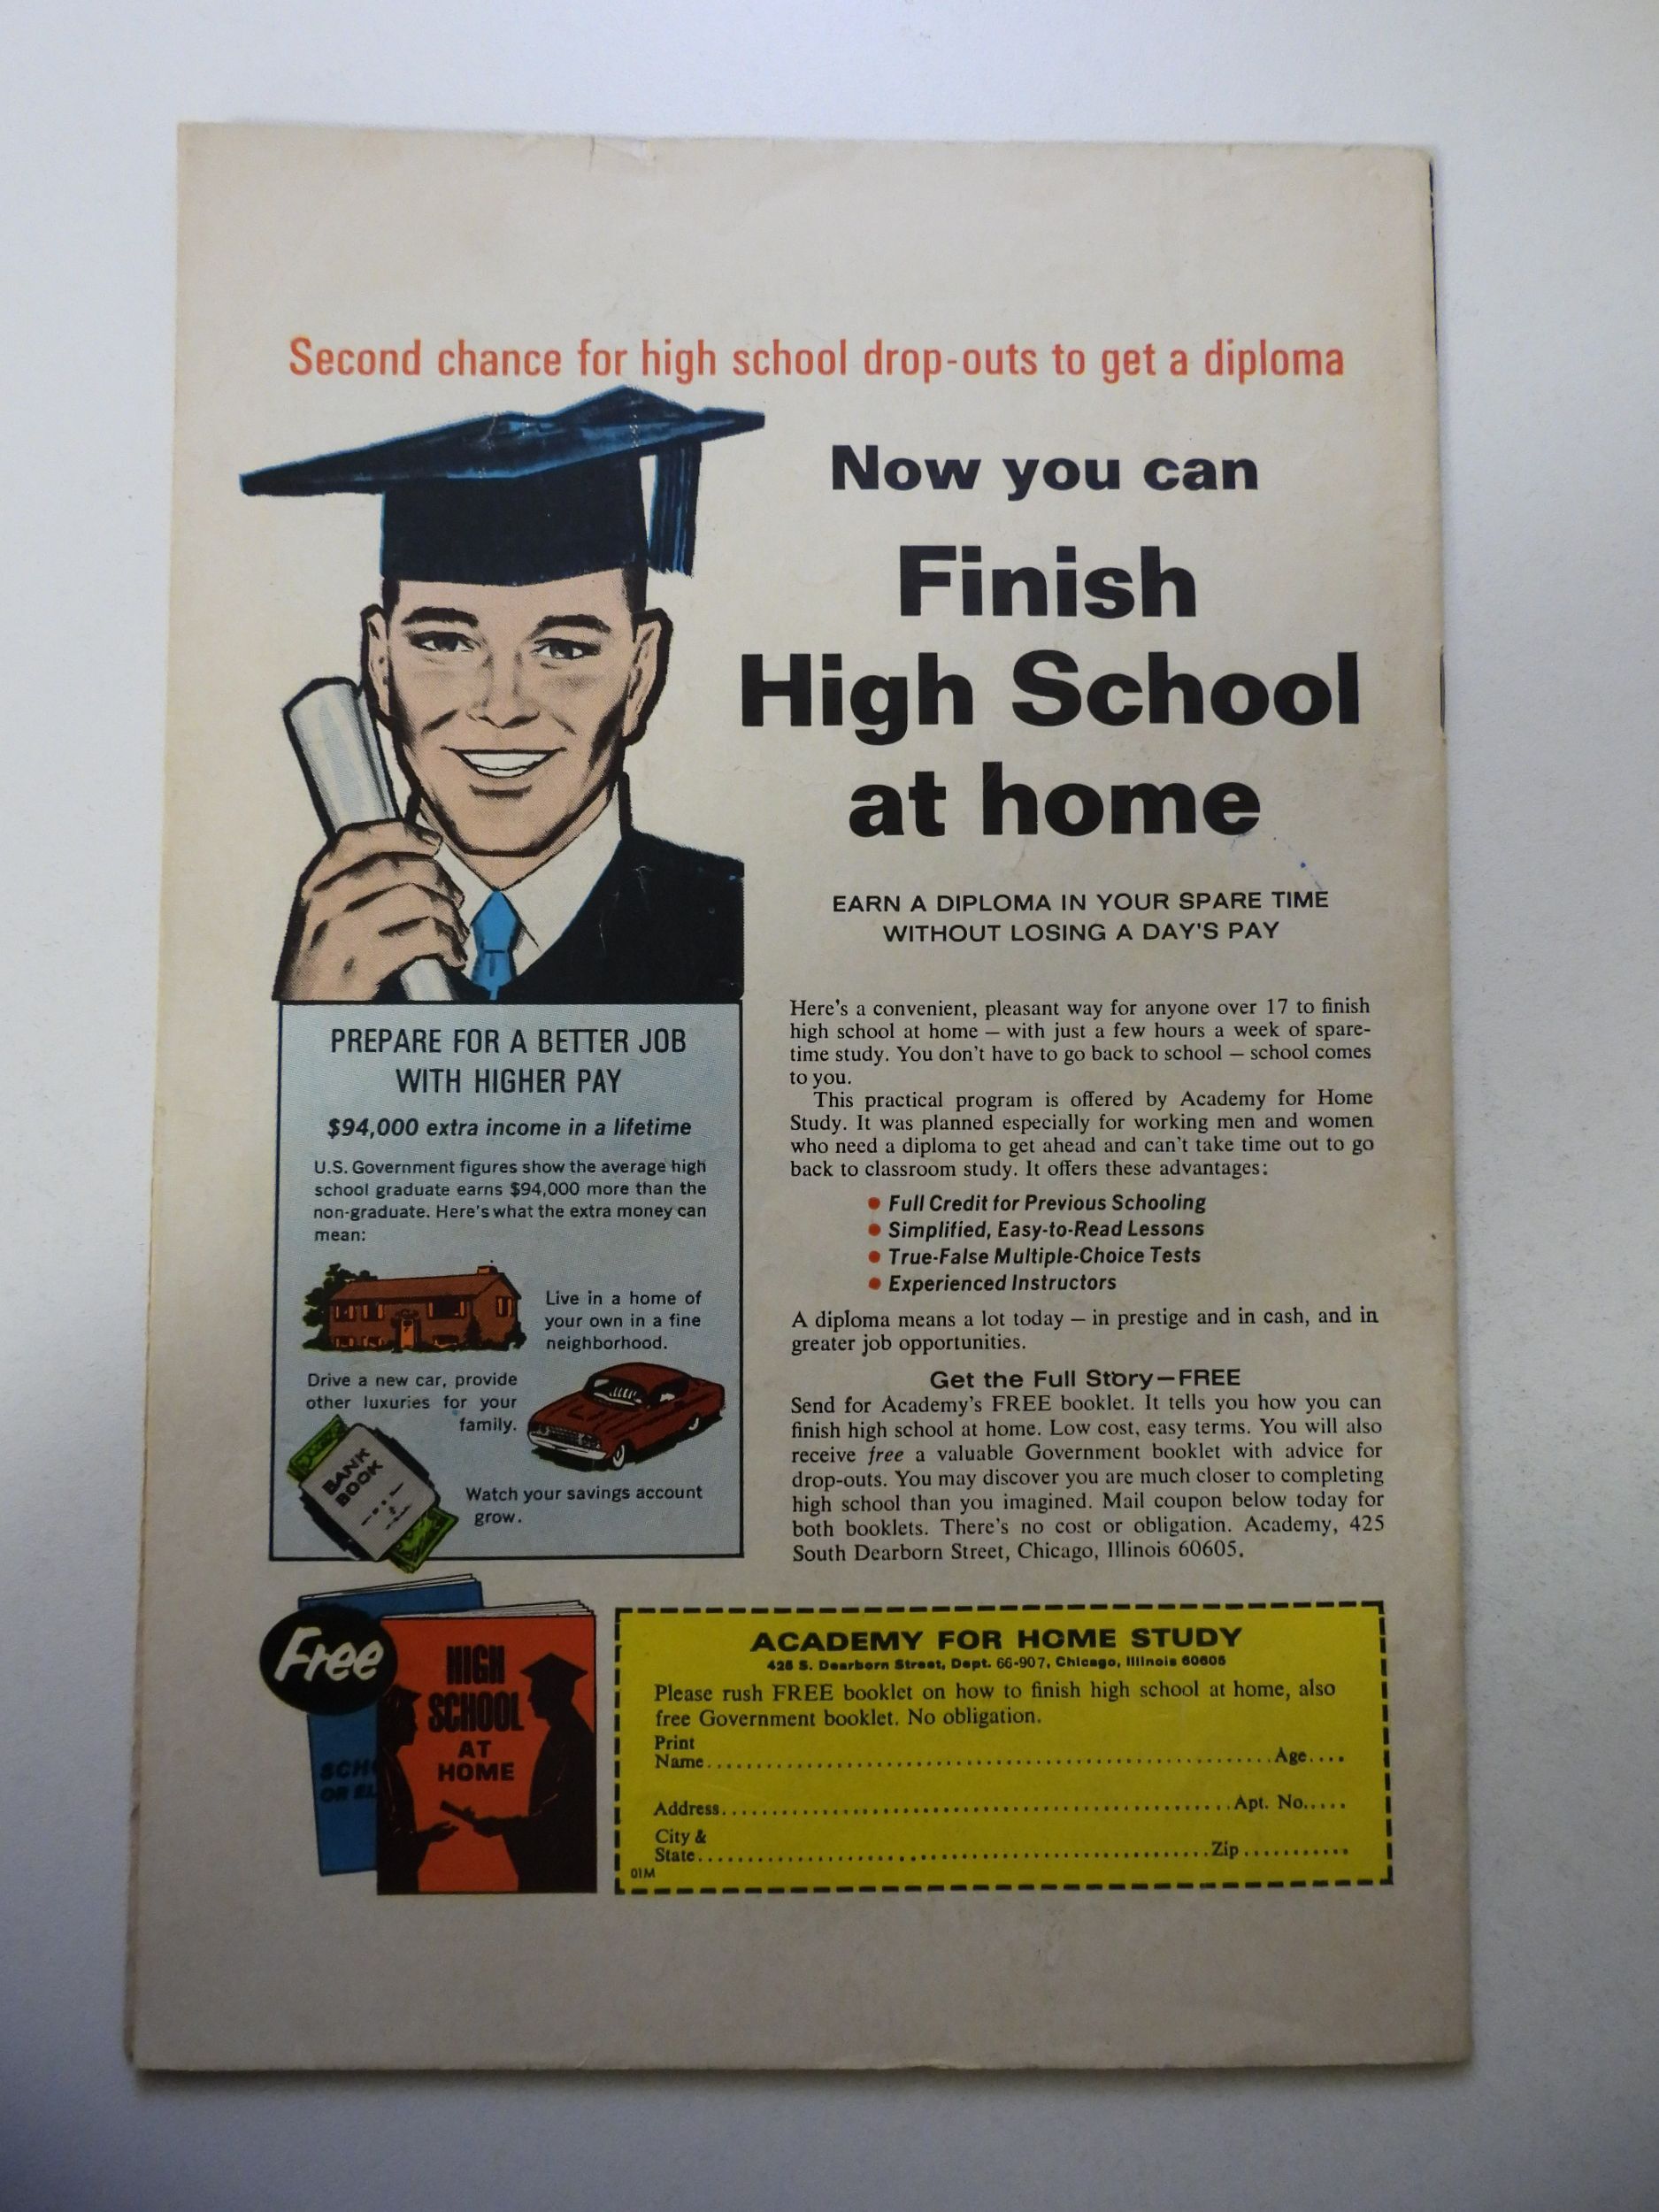 Second chance for high school drop-outs to get a diploma
Now you can
Finish
High School
at home
EARN A DIPLOMA IN YOUR SPARE TIME
WITHOUT LOSING A DAY'S PAY
PREPARE FOR A BETTER JOB
WITH HIGHER PAY
$94,000 extra income in a lifetime
U.S. Government figures show the average high
school graduate earns $94,000 more than the
non-graduate. Here's what the extra money can
mean:
Live in a home of
your own in a fine
neighborhood.
Drive a new car, provide
other luxuries for your
family.
BANK
BOOK
Watch your savings account
grow.
Here's a convenient, pleasant way for anyone over 17 to finish
high school at home — with just a few hours a week of spare-
time study. You don't have to go back to school — school comes
to you.
This practical program is offered by Academy for Home
Study. It was planned especially for working men and women
who need a diploma to get ahead and can't take time out to go
back to classroom study. It offers these advantages:
• Full Credit for Previous Schooling
• Simplified, Easy-to-Read Lessons
• True-False Multiple-Choice Tests
• Experienced Instructors
A diploma means a lot today — in prestige and in cash, and in
greater job opportunities.
Get the Full Story—FREE
Send for Academy's FREE booklet. It tells you how you can
finish high school at home. Low cost, easy terms. You will also
receive free a valuable Government booklet with advice for
drop-outs. You may discover you are much closer to completing
high school than you imagined. Mail coupon below today for
both booklets. There's no cost or obligation. Academy, 425
South Dearborn Street, Chicago, Illinois 60605.
Free
HIGH
SCHOOL
AT
HOME
SCHO
OR EL
ACADEMY FOR HOME STUDY
425 S. Dearborn Street, Dept. 66-907, Chicago, Illinois 60605
Please rush FREE booklet on how to finish high school at home, also
free Government booklet. No obligation.
Print
Name.......................................................Age....
Address..................................................Apt. No.....
City &
State..................................................Zip...........
01M